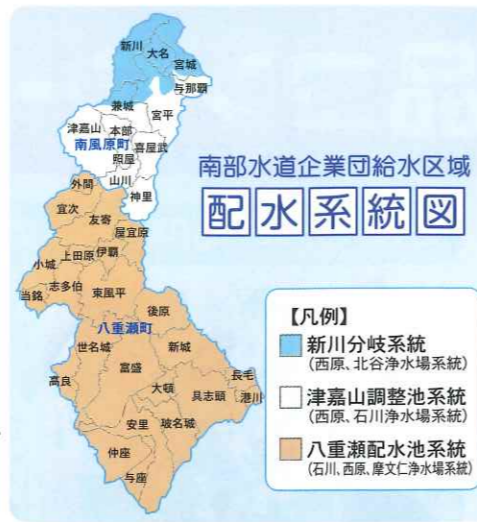 新川
大名
宮城
与那覇
兼城
宮平
津嘉山
本部
南風原町
喜屋武
照屋
山川
神里
外間
宜次
友寄
屋宜原
上田原
伊覇
小城
志多伯
当銘
東風平
後原
八重瀬町
世名城
新城
高良
富盛
大頓
具志頭
長毛
港川
安里
玻名城
仲座
与座
南部水道企業団給水区域
配水系統図
【凡例】
新川分岐系統
(西原、北谷浄水場系統)
津嘉山調整池系統
(西原、石川浄水場系統)
八重瀬配水池系統
(石川、西原、摩文仁浄水場系統)